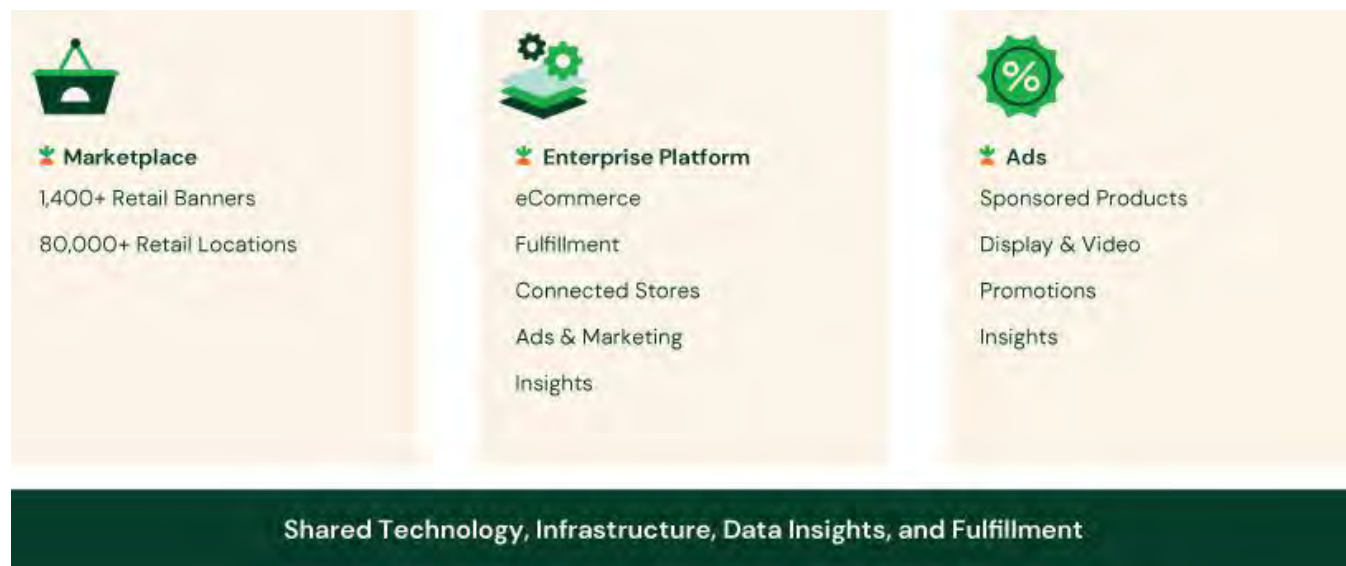 Marketplace
1,400+ Retail Banners
80,000+ Retail Locations
Enterprise Platform
eCommerce
Fulfillment
Connected Stores
Ads & Marketing
Insights
%
Ads
Sponsored Products
Display & Video
Promotions
Insights
Shared Technology, Infrastructure, Data Insights, and Fulfillment